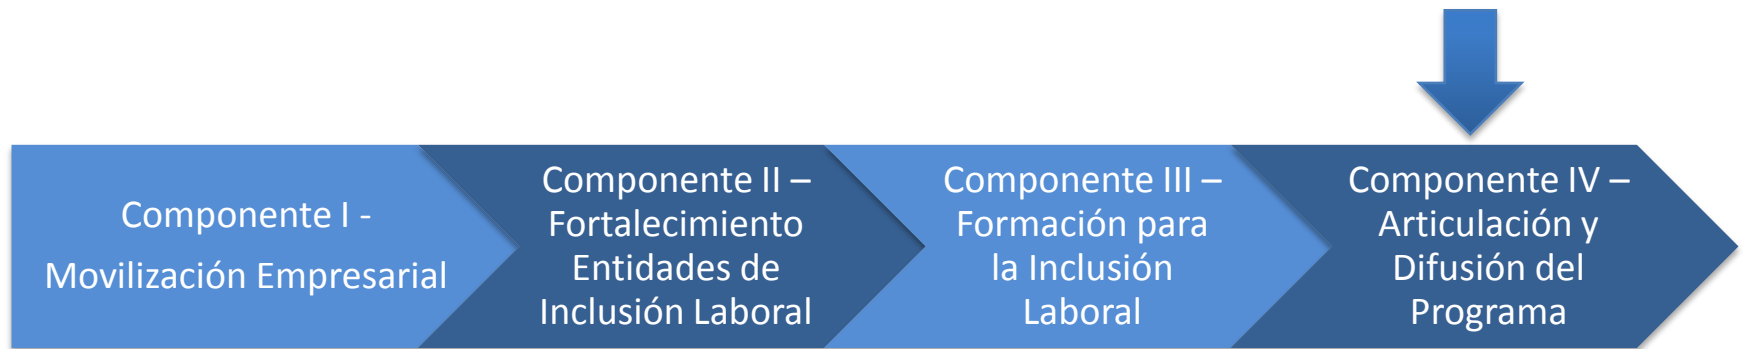 Componente I -
Movilización Empresarial
Componente II –
Fortalecimiento
Entidades de
Inclusión Laboral
Componente III –
Formación para
la Inclusión
Laboral
Componente IV –
Articulación y
Difusión del
Programa